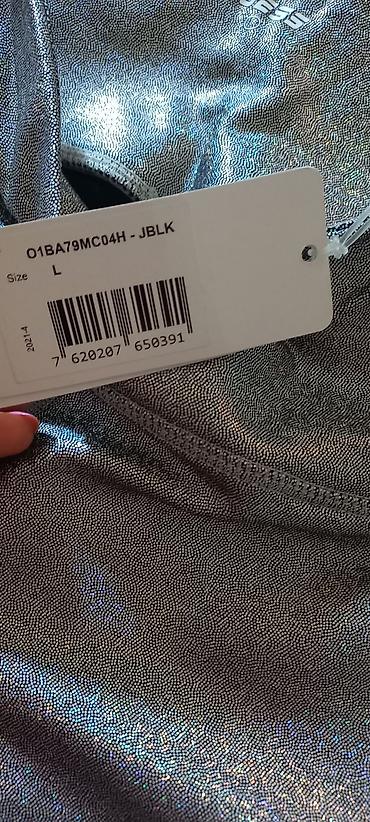 O1BA79MC04H - JBLK
Size L
2021-4
7 620207 650391